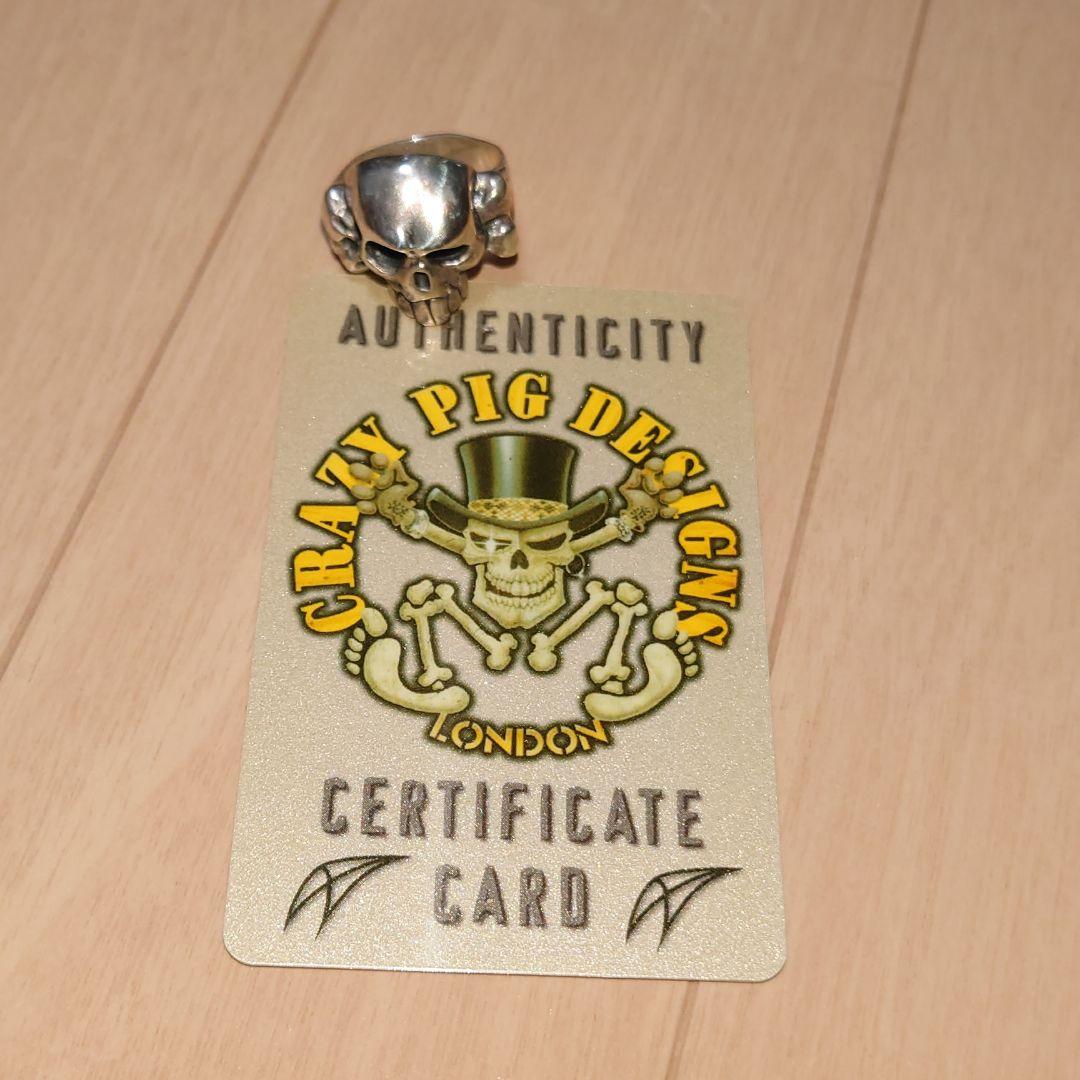 AUTHENTICITY
CRAZY PIG DESIGNS
LONDON
CERTIFICATE
CARD